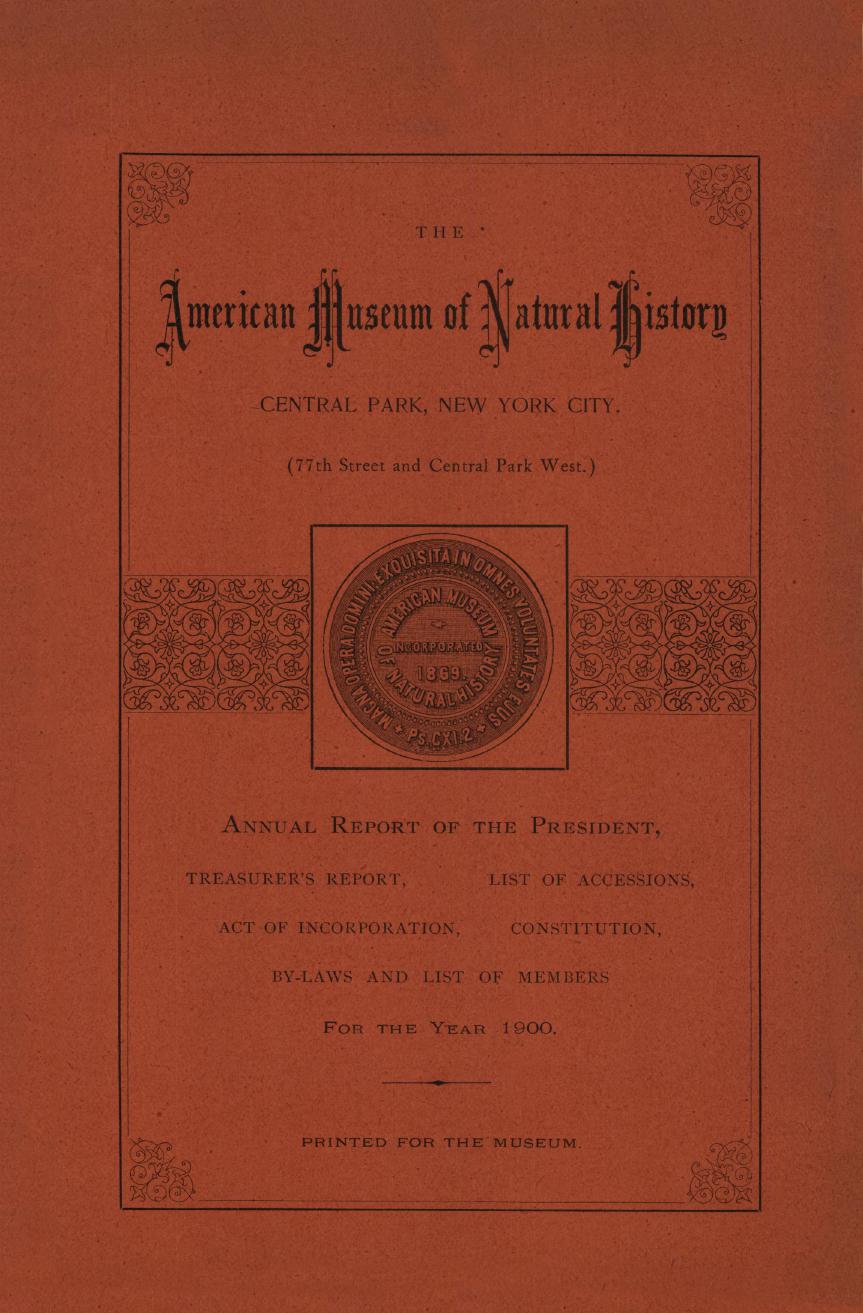 THE
American Museum of Natural History
CENTRAL PARK, NEW YORK CITY.
(77th Street and Central Park West.)
MAGNA OPERA DOMINI: EXQUISITA IN OMNES VOLUNTATES EJUS
Ps. CXI.2
AMERICAN MUSEUM
INCORPORATED
1869.
OF NATURAL HISTORY
ANNUAL REPORT OF THE PRESIDENT,
TREASURER'S REPORT, LIST OF ACCESSIONS,
ACT OF INCORPORATION, CONSTITUTION,
BY-LAWS AND LIST OF MEMBERS
FOR THE YEAR 1900.
PRINTED FOR THE MUSEUM.